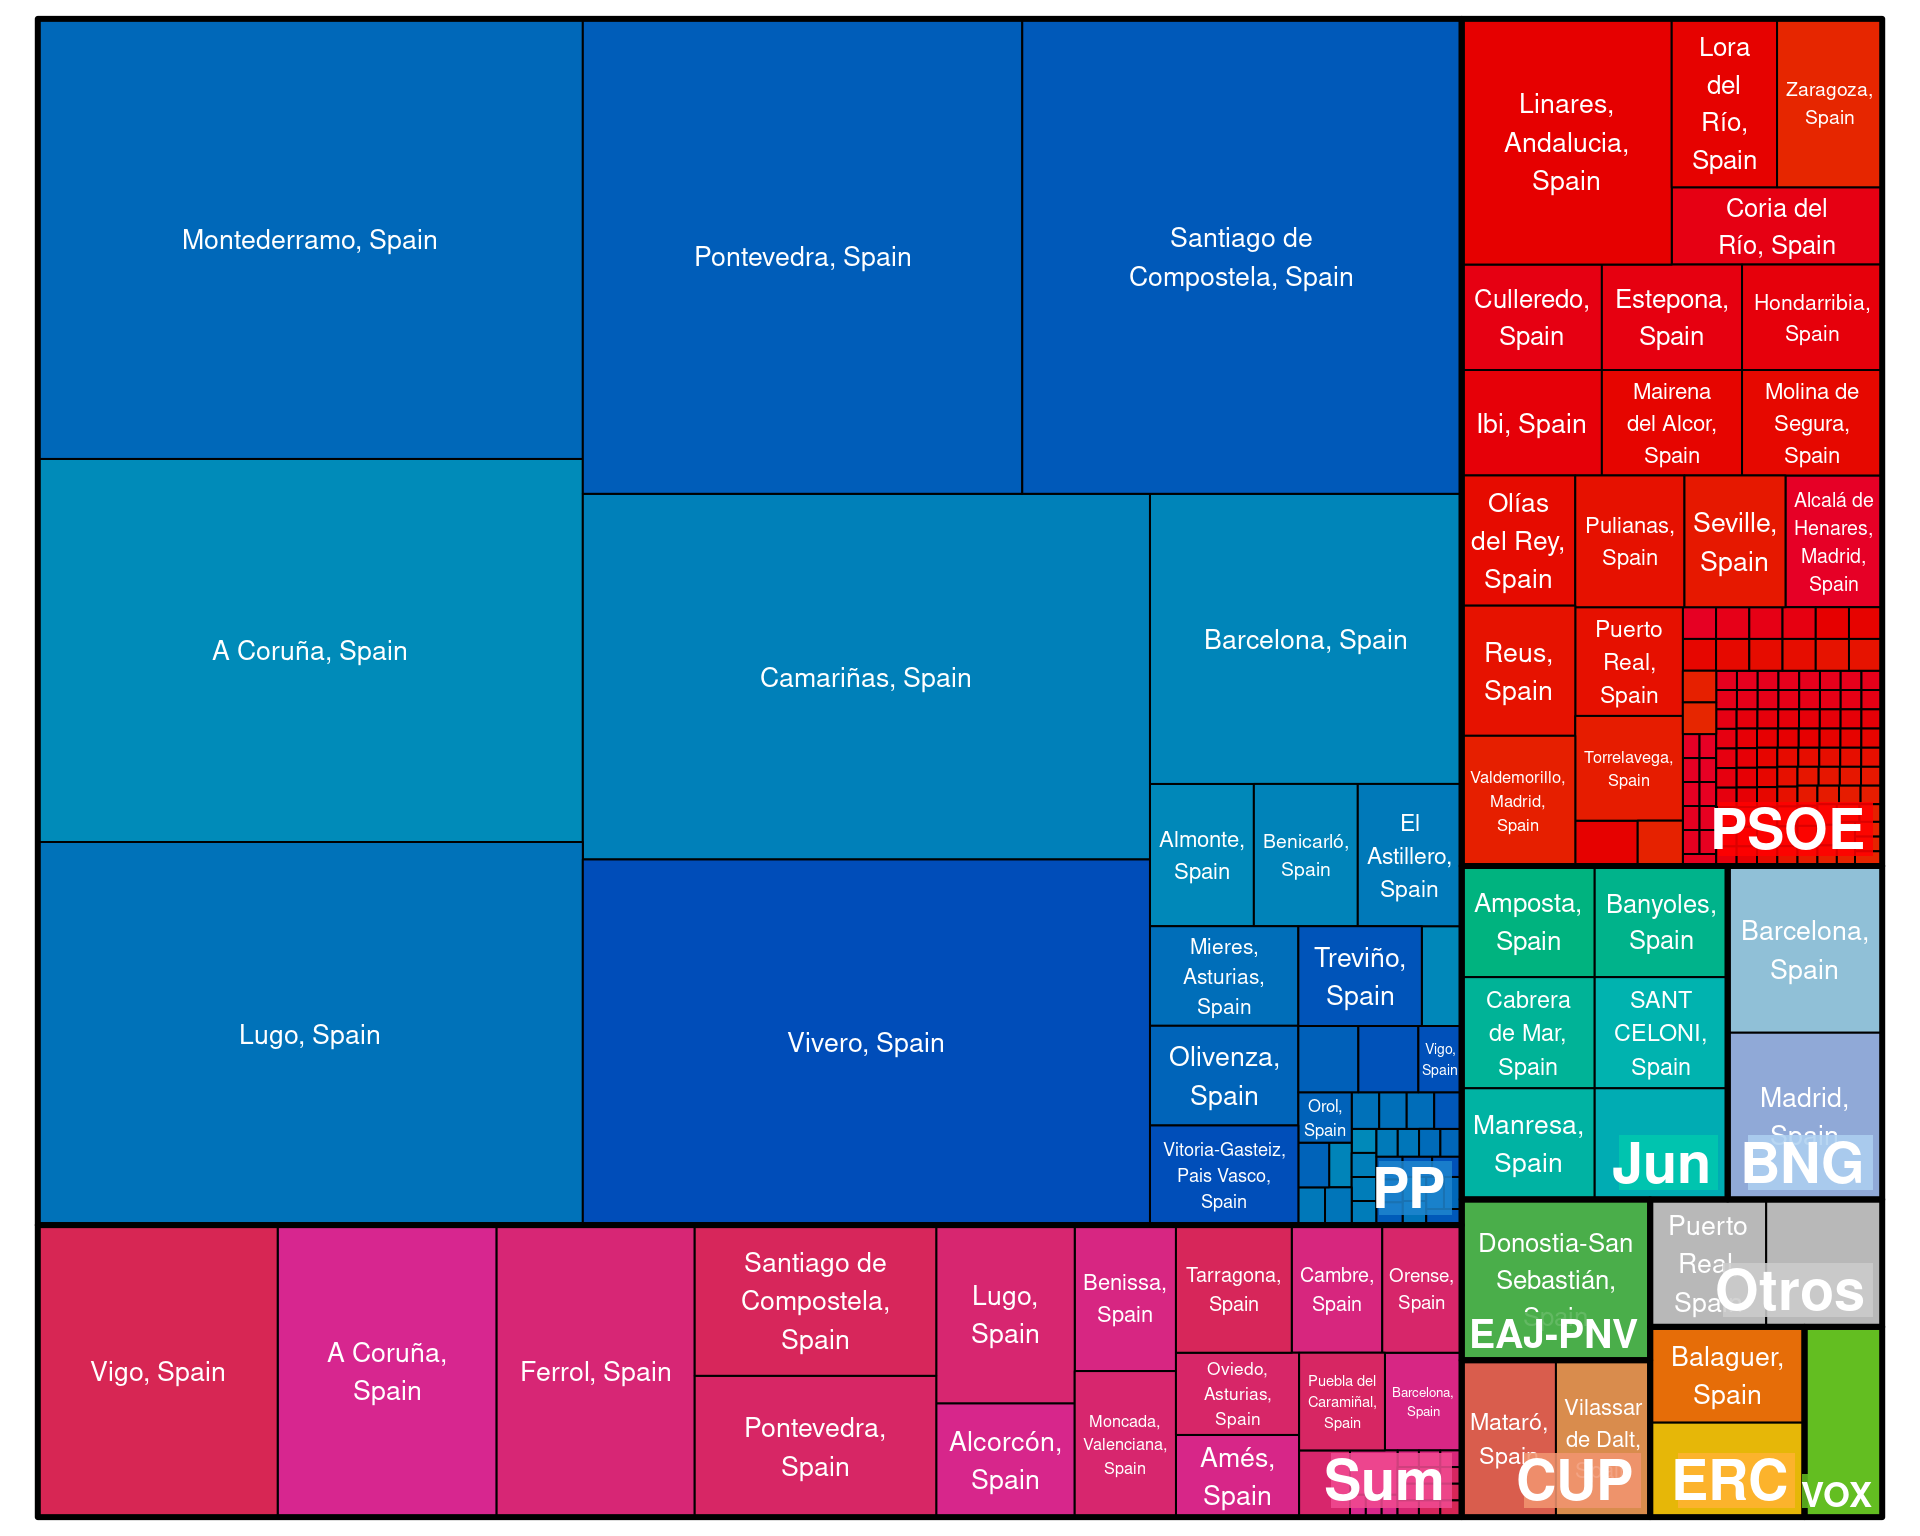 Montederramo, Spain
Pontevedra, Spain
Santiago de
Compostela, Spain
A Coruña, Spain
Camariñas, Spain
Barcelona, Spain
Lugo, Spain
Vivero, Spain
Almonte,
Spain
Benicarló,
Spain
El
Astillero,
Spain
Mieres,
Asturias,
Spain
Treviño,
Spain
Olivenza,
Spain
Vigo,
Spain
Orol,
Spain
Vitoria-Gasteiz,
Pais Vasco,
Spain
PP
Linares,
Andalucia,
Spain
Lora
del
Río,
Spain
Zaragoza,
Spain
Coria del
Río, Spain
Culleredo,
Spain
Estepona,
Spain
Hondarribia,
Spain
Ibi, Spain
Mairena
del Alcor,
Spain
Molina de
Segura,
Spain
Olías
del Rey,
Spain
Pulianas,
Spain
Seville,
Spain
Alcalá de
Henares,
Madrid,
Spain
Reus,
Spain
Puerto
Real,
Spain
Valdemorillo,
Madrid,
Spain
Torrelavega,
Spain
PSOE
Amposta,
Spain
Banyoles,
Spain
Cabrera
de Mar,
Spain
SANT
CELONI,
Spain
Manresa,
Spain
Jun
Barcelona,
Spain
Madrid,
Spain
BNG
Vigo, Spain
A Coruña,
Spain
Ferrol, Spain
Santiago de
Compostela,
Spain
Pontevedra,
Spain
Lugo,
Spain
Alcorcón,
Spain
Benissa,
Spain
Moncada,
Valenciana,
Spain
Tarragona,
Spain
Cambre,
Spain
Orense,
Spain
Oviedo,
Asturias,
Spain
Puebla del
Caramiñal,
Spain
Barcelona,
Spain
Amés,
Spain
Sum
Donostia-San
Sebastián,
Spain
EAJ-PNV
Puerto
Real,
Spain
Otros
Mataró,
Spain
Vilassar
de Dalt,
CUP
Balaguer,
Spain
ERC
VOX